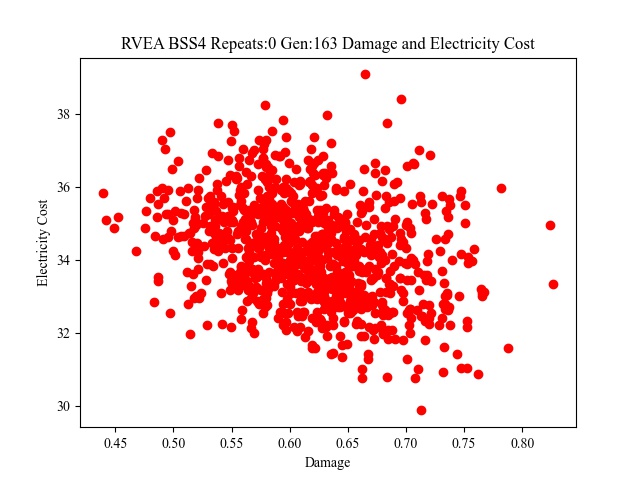 RVEA BSS4 Repeats:0 Gen:163 Damage and Electricity Cost
38
36
34
32
30
Electricity Cost
0.45 0.50 0.55 0.60 0.65 0.70 0.75 0.80
Damage